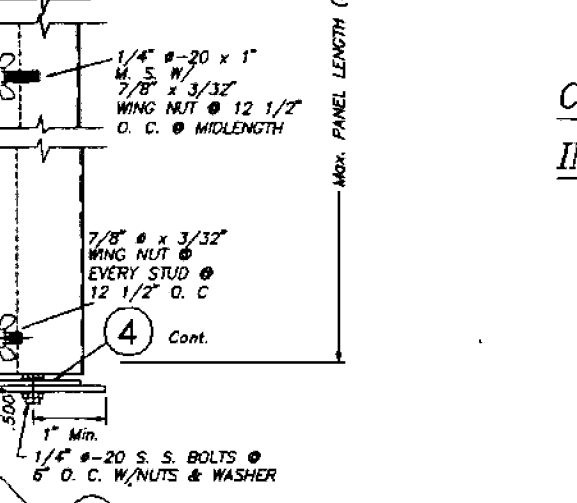 1/4" ø-20 x 1"
M. S. W/
7/8" x 3/32"
WING NUT @ 12 1/2"
O. C. @ MIDLENGTH
Max. PANEL LENGTH (
7/8" ø x 3/32"
WING NUT @
EVERY STUD @
12 1/2" O. C
4 Cont.
.500"
1" Min.
1/4" ø-20 S. S. BOLTS @
6" O. C. W/NUTS & WASHER